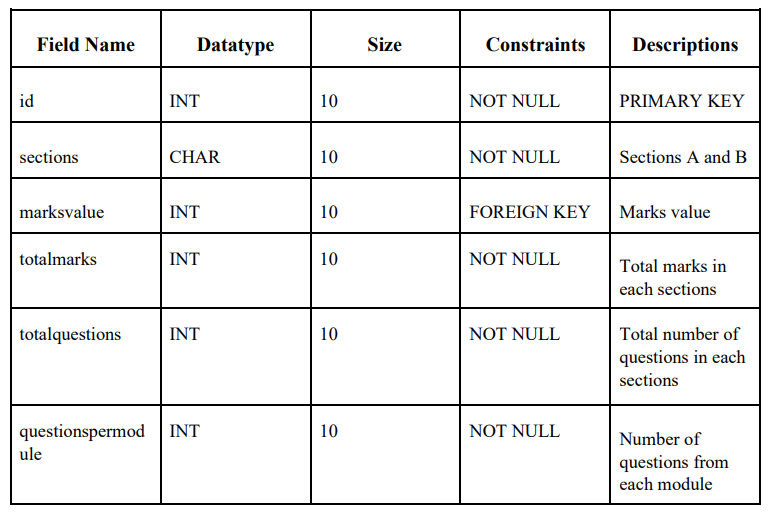 Field Name Datatype Size Constraints Descriptions
id INT 10 NOT NULL PRIMARY KEY
sections CHAR 10 NOT NULL Sections A and B
marksvalue INT 10 FOREIGN KEY Marks value
totalmarks INT 10 NOT NULL Total marks in
each sections
totalquestions INT 10 NOT NULL Total number of
questions in each
sections
questionspermod INT 10 NOT NULL Number of
ule questions from
each module